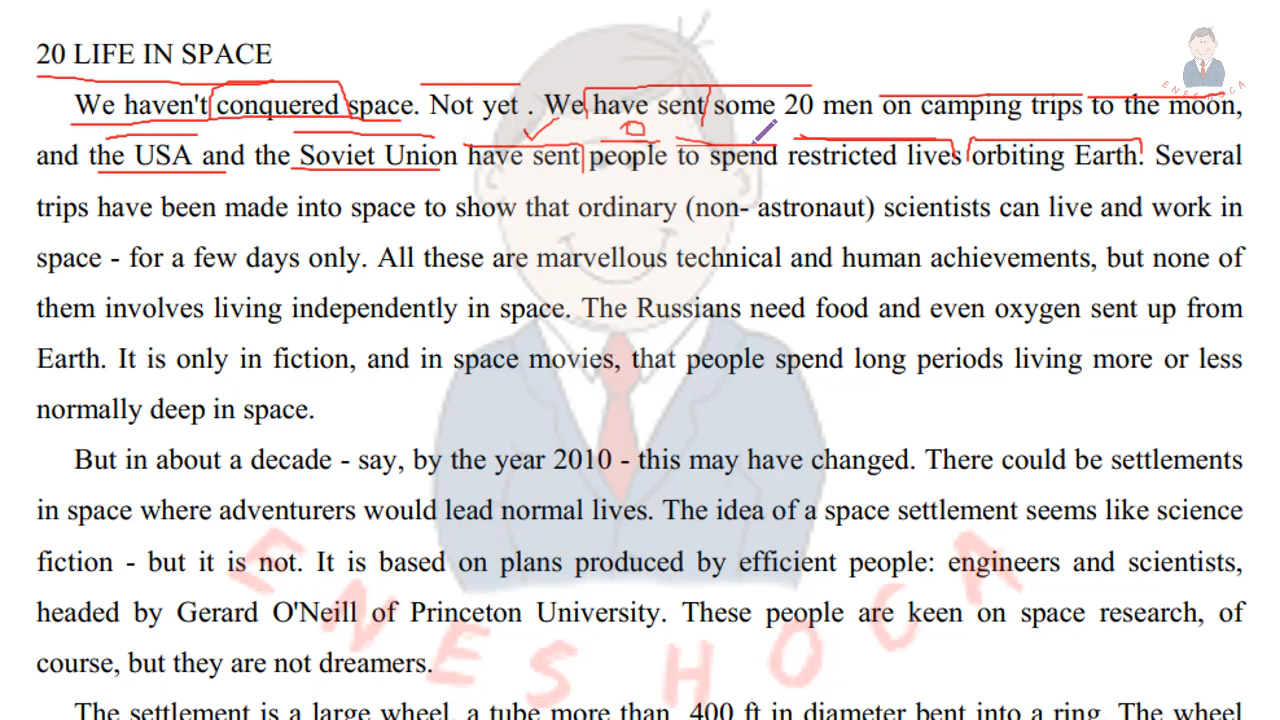 20 LIFE IN SPACE
We haven't conquered space. Not yet . We have sent some 20 men on camping trips to the moon,
and the USA and the Soviet Union have sent people to spend restricted lives orbiting Earth. Several
trips have been made into space to show that ordinary (non- astronaut) scientists can live and work in
space - for a few days only. All these are marvellous technical and human achievements, but none of
them involves living independently in space. The Russians need food and even oxygen sent up from
Earth. It is only in fiction, and in space movies, that people spend long periods living more or less
normally deep in space.
But in about a decade - say, by the year 2010 - this may have changed. There could be settlements
in space where adventurers would lead normal lives. The idea of a space settlement seems like science
fiction - but it is not. It is based on plans produced by efficient people: engineers and scientists,
headed by Gerard O'Neill of Princeton University. These people are keen on space research, of
course, but they are not dreamers.
The settlement is a large wheel, a tube more than 400 ft in diameter bent into a ring. The wheel
ENESHOCA
ENESHOCA